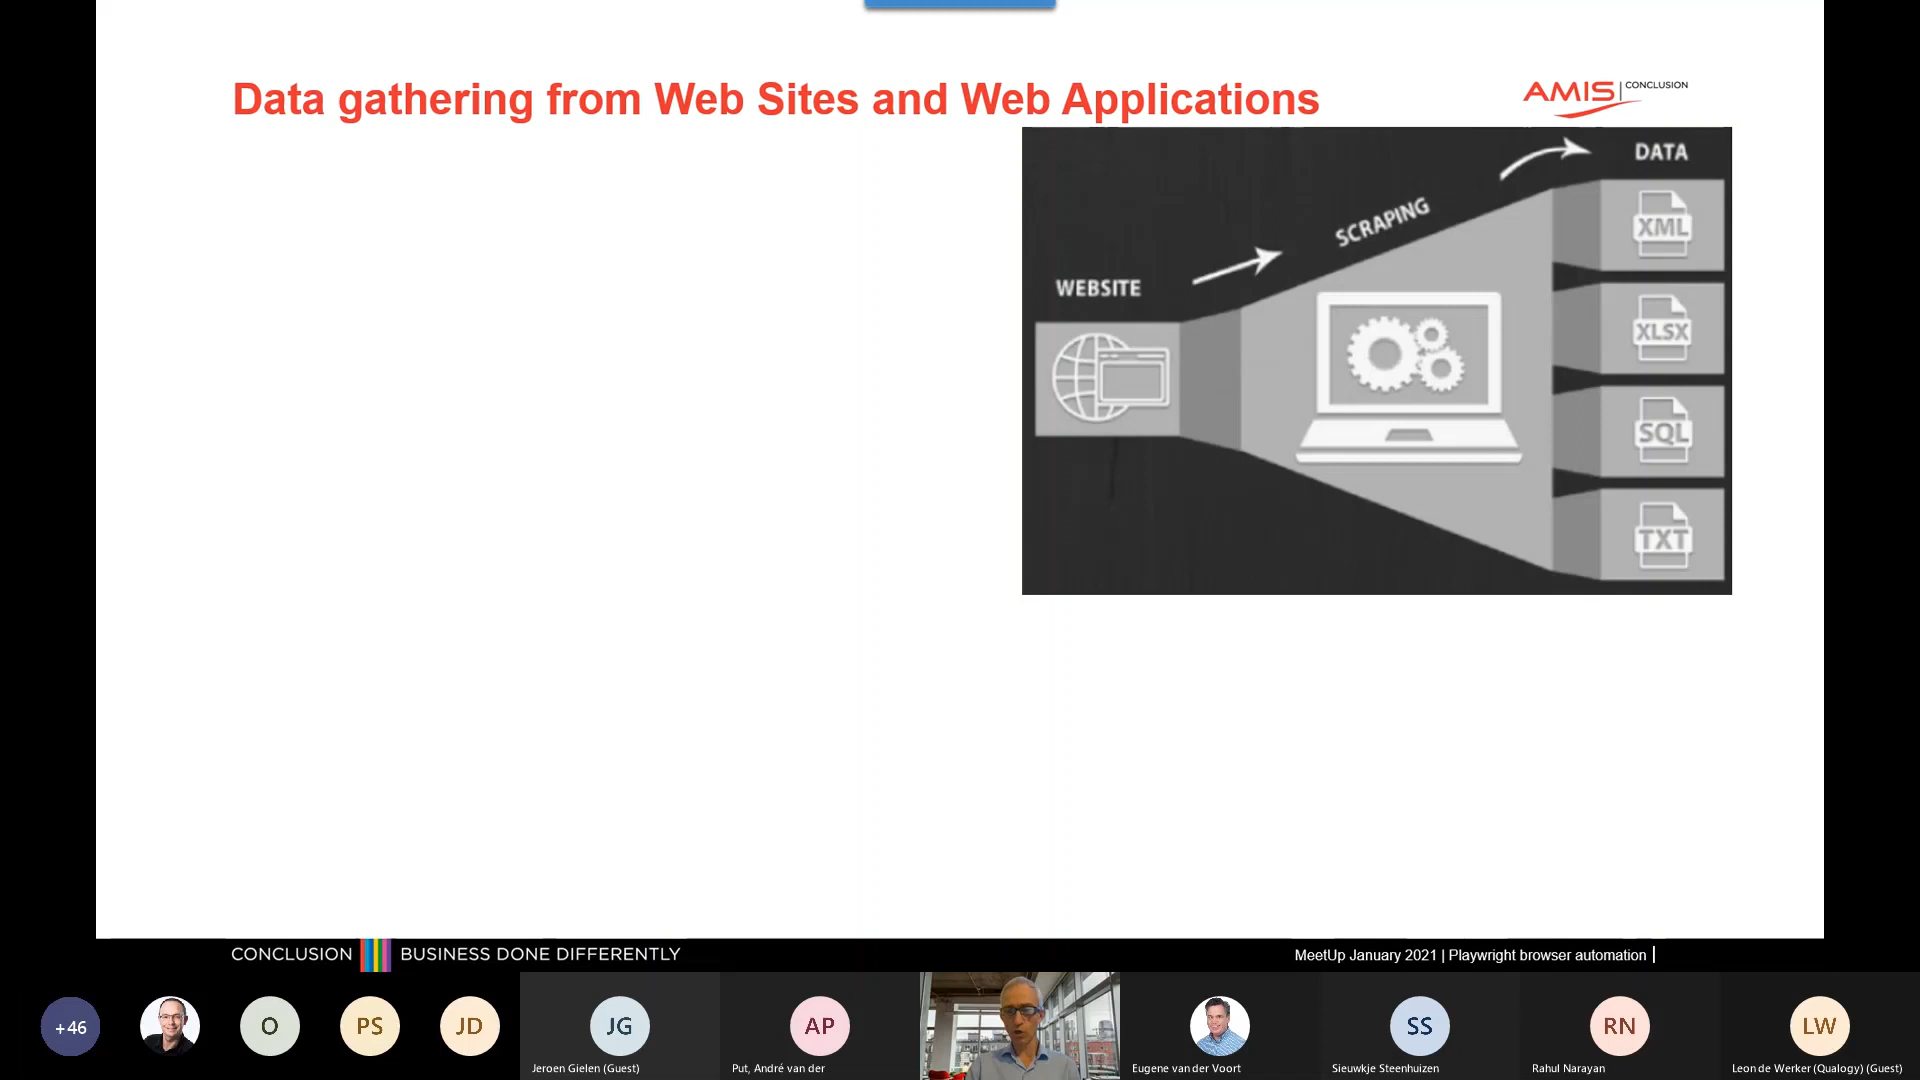 Data gathering from Web Sites and Web Applications
AMIS | CONCLUSION
DATA
SCRAPING
WEBSITE
XML
XLSX
SQL
TXT
CONCLUSION BUSINESS DONE DIFFERENTLY
MeetUp January 2021 | Playwright browser automation |
+46
O
PS
JD
JG
AP
SS
RN
LW
Jeroen Gielen (Guest)
Put, André van der
Eugene van der Voort
Sieuwkje Steenhuizen
Rahul Narayan
Leon de Werker (Qualogy) (Guest)